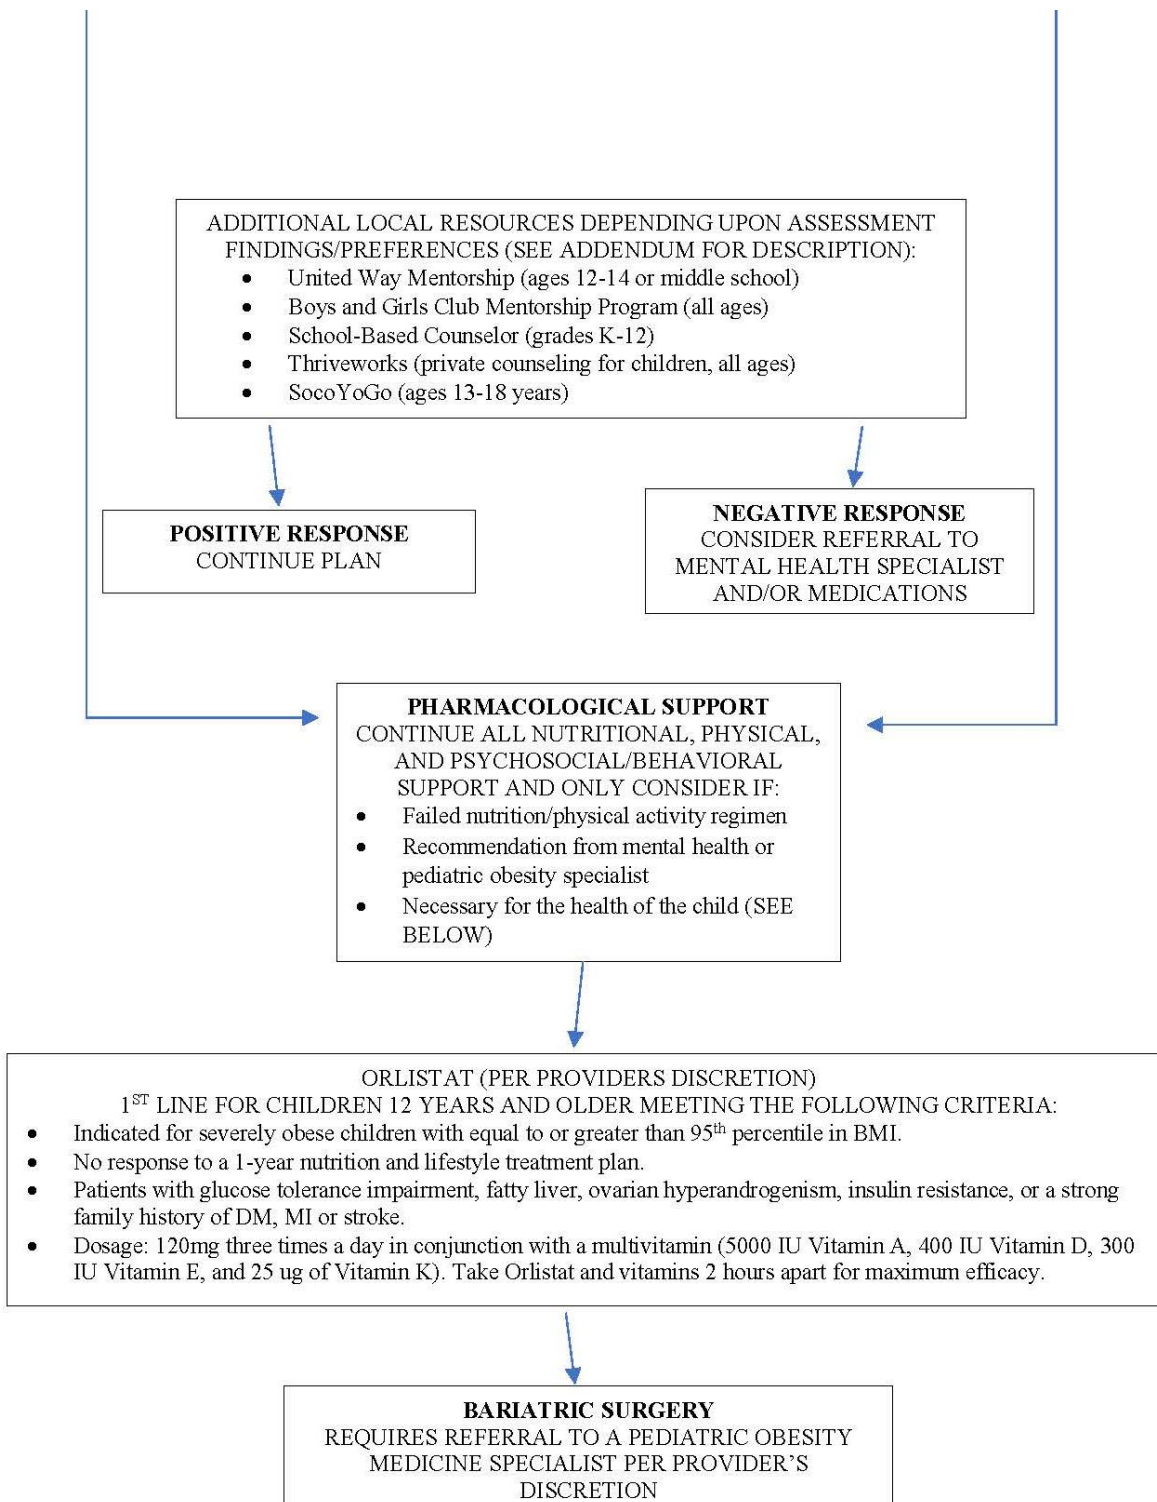 ADDITIONAL LOCAL RESOURCES DEPENDING UPON ASSESSMENT
FINDINGS/PREFERENCES (SEE ADDENDUM FOR DESCRIPTION):
• United Way Mentorship (ages 12-14 or middle school)
• Boys and Girls Club Mentorship Program (all ages)
• School-Based Counselor (grades K-12)
• Thriveworks (private counseling for children, all ages)
• SocoYoGo (ages 13-18 years)
POSITIVE RESPONSE
CONTINUE PLAN
NEGATIVE RESPONSE
CONSIDER REFERRAL TO
MENTAL HEALTH SPECIALIST
AND/OR MEDICATIONS
PHARMACOLOGICAL SUPPORT
CONTINUE ALL NUTRITIONAL, PHYSICAL,
AND PSYCHOSOCIAL/BEHAVIORAL
SUPPORT AND ONLY CONSIDER IF:
• Failed nutrition/physical activity regimen
• Recommendation from mental health or
pediatric obesity specialist
• Necessary for the health of the child (SEE
BELOW)
ORLISTAT (PER PROVIDERS DISCRETION)
1ST LINE FOR CHILDREN 12 YEARS AND OLDER MEETING THE FOLLOWING CRITERIA:
• Indicated for severely obese children with equal to or greater than 95th percentile in BMI.
• No response to a 1-year nutrition and lifestyle treatment plan.
• Patients with glucose tolerance impairment, fatty liver, ovarian hyperandrogenism, insulin resistance, or a strong
family history of DM, MI or stroke.
• Dosage: 120mg three times a day in conjunction with a multivitamin (5000 IU Vitamin A, 400 IU Vitamin D, 300
IU Vitamin E, and 25 ug of Vitamin K). Take Orlistat and vitamins 2 hours apart for maximum efficacy.
BARIATRIC SURGERY
REQUIRES REFERRAL TO A PEDIATRIC OBESITY
MEDICINE SPECIALIST PER PROVIDER'S
DISCRETION